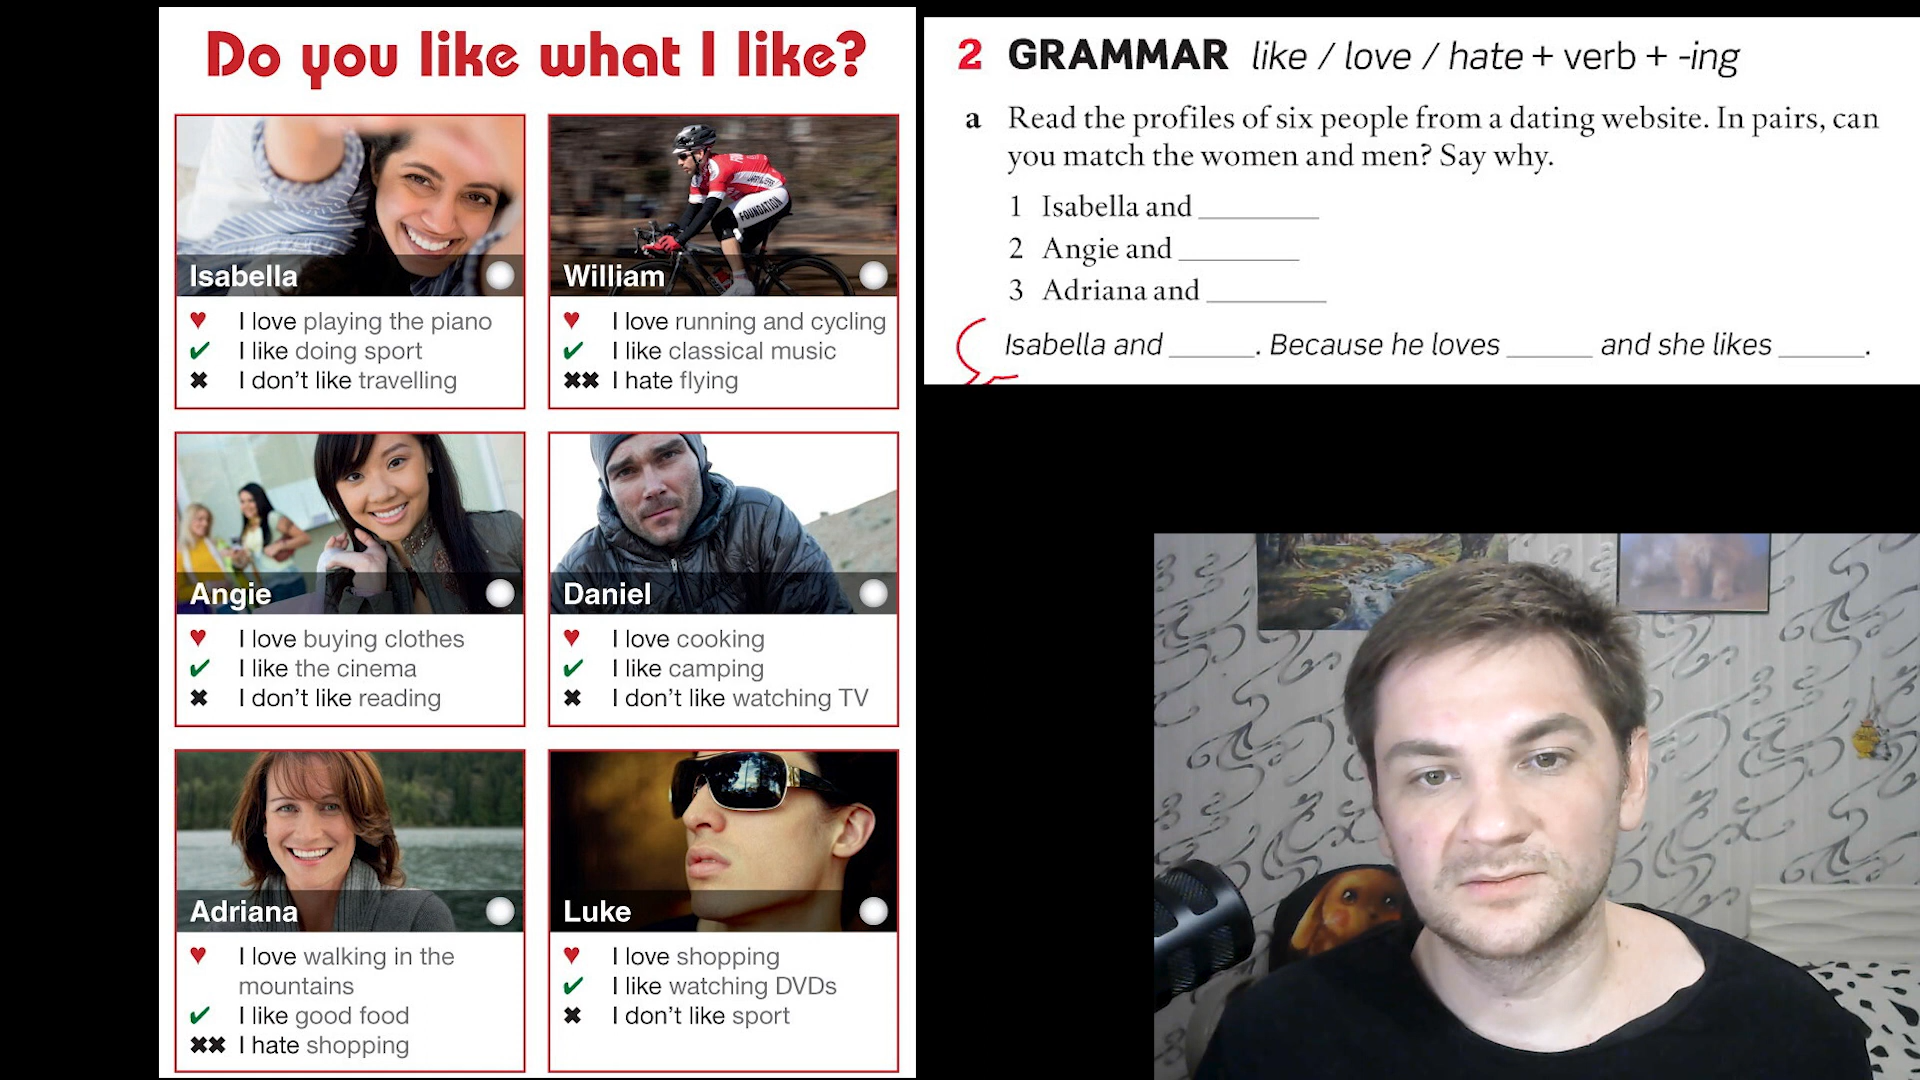 Do you like what I like?
Isabella
♥ I love playing the piano
✔ I like doing sport
✖ I don't like travelling
William
♥ I love running and cycling
✔ I like classical music
✖✖ I hate flying
FOUNDATION
Angie
♥ I love buying clothes
✔ I like the cinema
✖ I don't like reading
Daniel
♥ I love cooking
✔ I like camping
✖ I don't like watching TV
Adriana
♥ I love walking in the
mountains
✔ I like good food
✖✖ I hate shopping
Luke
♥ I love shopping
✔ I like watching DVDs
✖ I don't like sport
2 GRAMMAR like / love / hate + verb + -ing
a Read the profiles of six people from a dating website. In pairs, can
you match the women and men? Say why.
1 Isabella and ________
2 Angie and ________
3 Adriana and ________
Isabella and ______. Because he loves ______ and she likes ______.